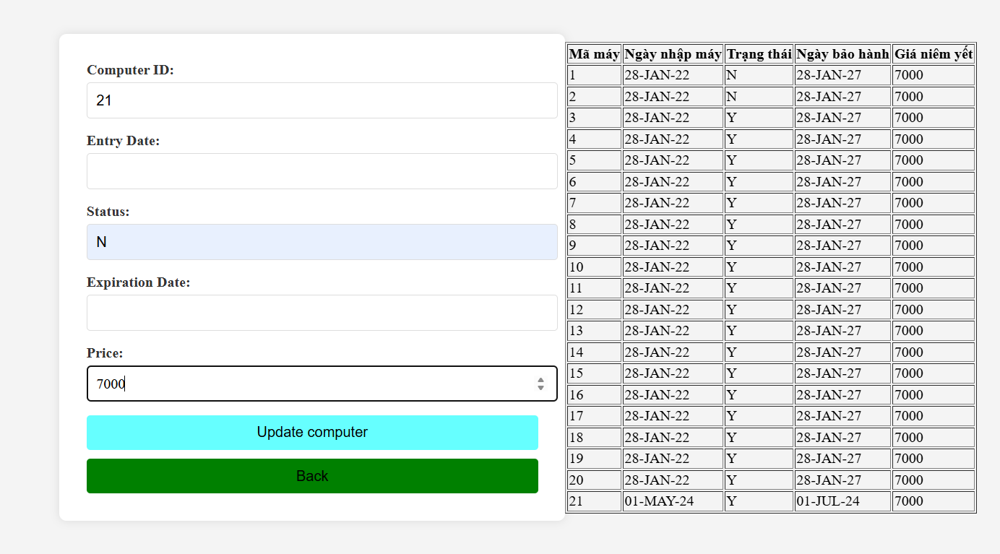 Computer ID:
21
Entry Date:
Status:
N
Expiration Date:
Price:
7000
Update computer
Back
Mã máy Ngày nhập máy Trạng thái Ngày bảo hành Giá niêm yết
1 28-JAN-22 N 28-JAN-27 7000
2 28-JAN-22 N 28-JAN-27 7000
3 28-JAN-22 Y 28-JAN-27 7000
4 28-JAN-22 Y 28-JAN-27 7000
5 28-JAN-22 Y 28-JAN-27 7000
6 28-JAN-22 Y 28-JAN-27 7000
7 28-JAN-22 Y 28-JAN-27 7000
8 28-JAN-22 Y 28-JAN-27 7000
9 28-JAN-22 Y 28-JAN-27 7000
10 28-JAN-22 Y 28-JAN-27 7000
11 28-JAN-22 Y 28-JAN-27 7000
12 28-JAN-22 Y 28-JAN-27 7000
13 28-JAN-22 Y 28-JAN-27 7000
14 28-JAN-22 Y 28-JAN-27 7000
15 28-JAN-22 Y 28-JAN-27 7000
16 28-JAN-22 Y 28-JAN-27 7000
17 28-JAN-22 Y 28-JAN-27 7000
18 28-JAN-22 Y 28-JAN-27 7000
19 28-JAN-22 Y 28-JAN-27 7000
20 28-JAN-22 Y 28-JAN-27 7000
21 01-MAY-24 Y 01-JUL-24 7000